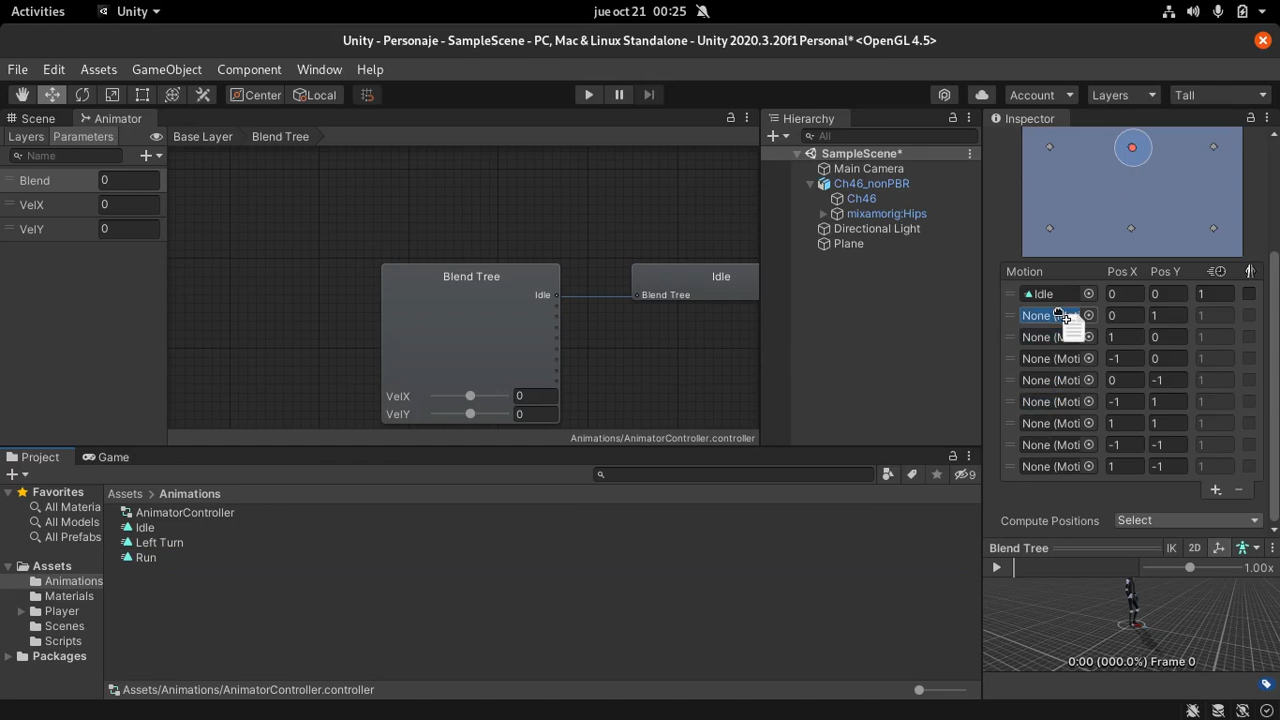 Activities Unity jue oct 21 00:25
Unity - Personaje - SampleScene - PC, Mac & Linux Standalone - Unity 2020.3.20f1 Personal* <OpenGL 4.5>
File Edit Assets GameObject Component Window Help
Center Local Account Layers Tall
Scene Animator
Layers Parameters Base Layer Blend Tree
Name
Blend 0
VelX 0
VelY 0
Blend Tree
Idle
VelX 0
VelY 0
Idle
Blend Tree
Animations/AnimatorController.controller
Hierarchy
All
SampleScene*
Main Camera
Ch46_nonPBR
Ch46
mixamorig:Hips
Directional Light
Plane
Inspector
Motion Pos X Pos Y
Idle 0 0 1
None (Moti 0 1 1
None (Moti 1 0 1
None (Moti -1 0 1
None (Moti 0 -1 1
None (Moti -1 1 1
None (Moti 1 1 1
None (Moti -1 -1 1
None (Moti 1 -1 1
Compute Positions Select
Blend Tree IK 2D
1.00x
0:00 (000.0%) Frame 0
Project Game
9
Favorites
All Materia
All Models
All Prefabs
Assets
Animations
Materials
Player
Scenes
Scripts
Packages
Assets > Animations
AnimatorController
Idle
Left Turn
Run
Assets/Animations/AnimatorController.controller